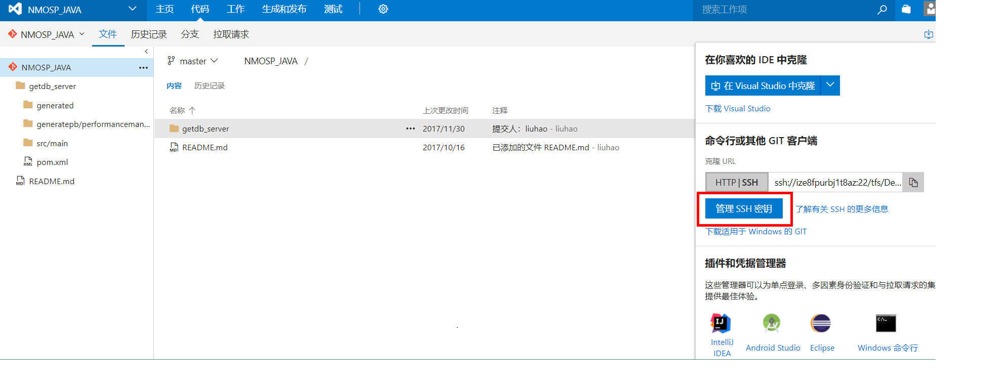 NMOSP_JAVA 主页 代码 工作 生成和发布 测试 搜索工作项
NMOSP_JAVA 文件 历史记录 分支 拉取请求
NMOSP_JAVA ...
getdb_server
generated
generatepb/performanceman...
src/main
XML pom.xml
MD README.md
master NMOSP_JAVA /
内容 历史记录
名称 上次更改时间 注释
getdb_server ... 2017/11/30 提交人: liuhao - liuhao
MD README.md 2017/10/16 已添加的文件 README.md - liuhao
在你喜欢的 IDE 中克隆
在 Visual Studio 中克隆
下载 Visual Studio
命令行或其他 GIT 客户端
克隆 URL
HTTP | SSH ssh://ize8fpurbj1t8az:22/tfs/De...
管理 SSH 密钥 了解有关 SSH 的更多信息
下载适用于 Windows 的 GIT
插件和凭据管理器
这些管理器可以为单点登录、多因素身份验证和与拉取请求的集
提供最佳体验。
IJ
C:\_
IntelliJ
IDEA
Android Studio
Eclipse
Windows 命令行